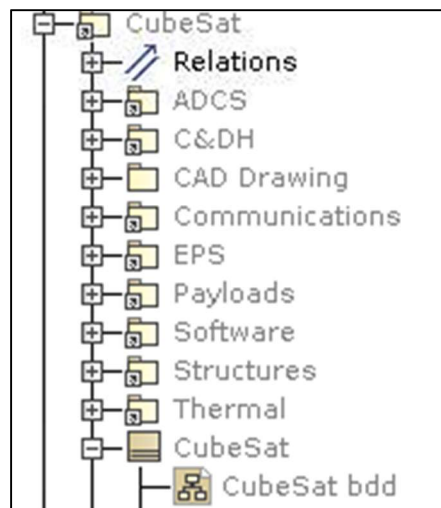 CubeSat
Relations
ADCS
C&DH
CAD Drawing
Communications
EPS
Payloads
Software
Structures
Thermal
CubeSat
CubeSat bdd